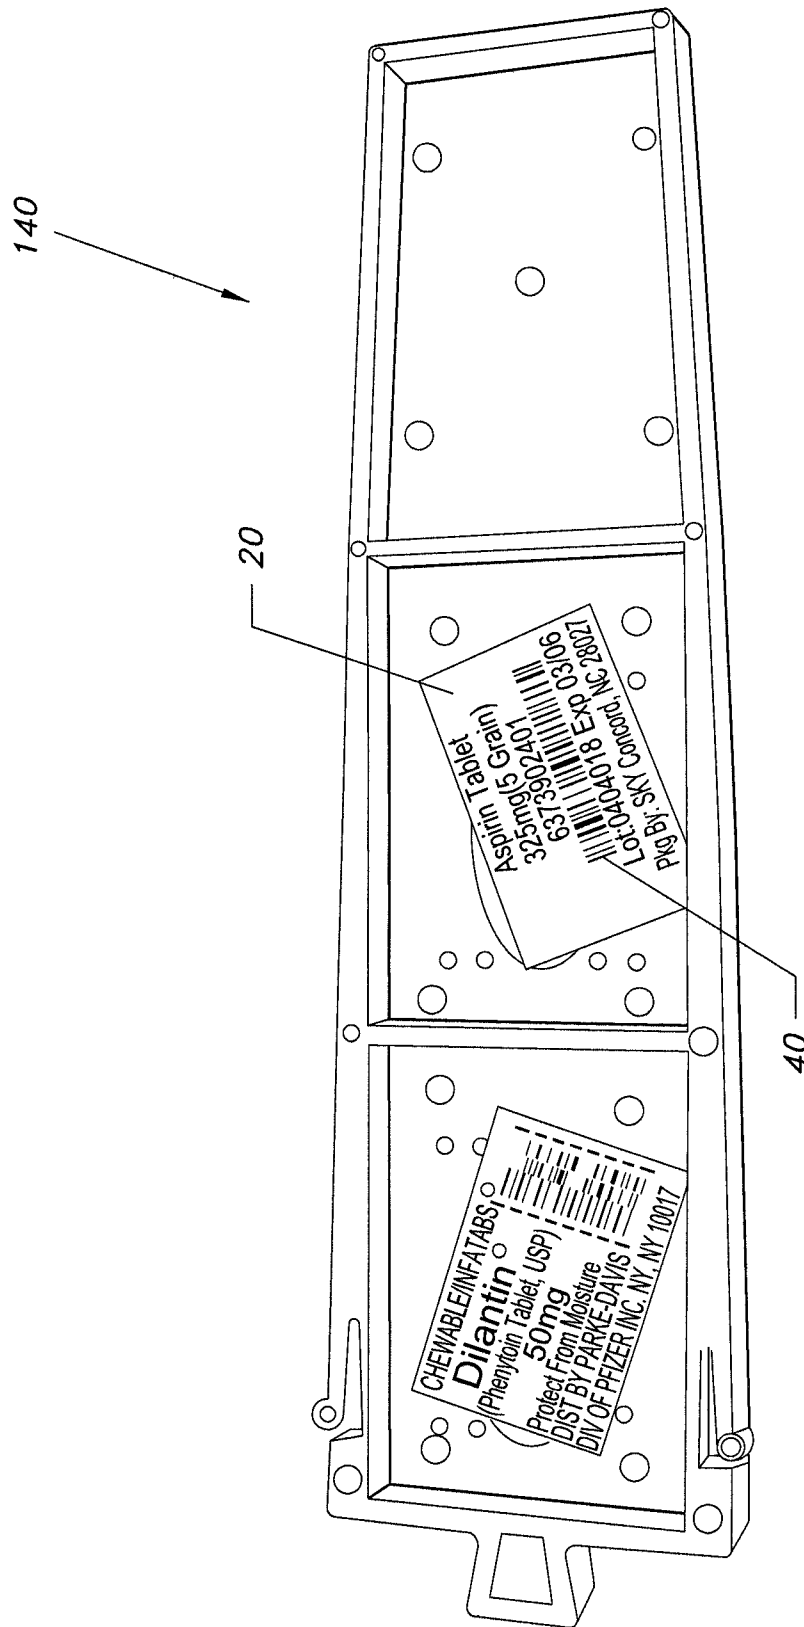 140
20
Aspirin Tablet
325mg(5 Grain)
6373902401
Lot:0404018 Exp 03/06
Pkg By: SKY Concord, NC 28027
40
CHEWABLE/INFATABS
Dilantin
(Phenytoin Tablet, USP)
50mg
Protect From Moisture
DIST BY PARKE-DAVIS
DIV OF PFIZER INC. NY, NY 10017